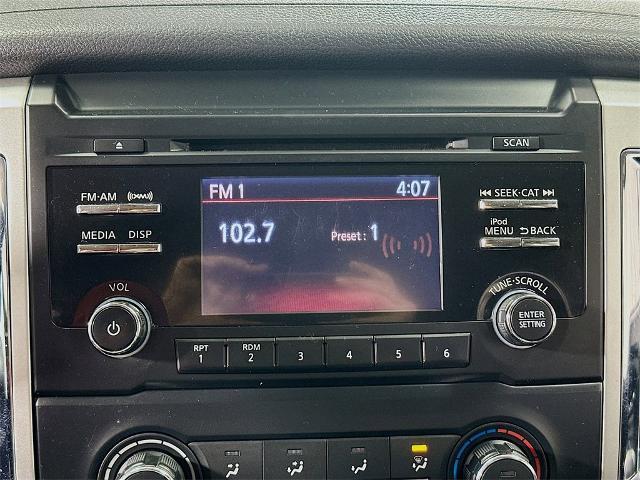 SCAN
FM·AM
FM 1 4:07
SEEK·CAT
iPod
MEDIA DISP
102.7 Preset: 1
MENU BACK
VOL
TUNE·SCROLL
ENTER
SETTING
RPT RDM
1 2 3 4 5 6